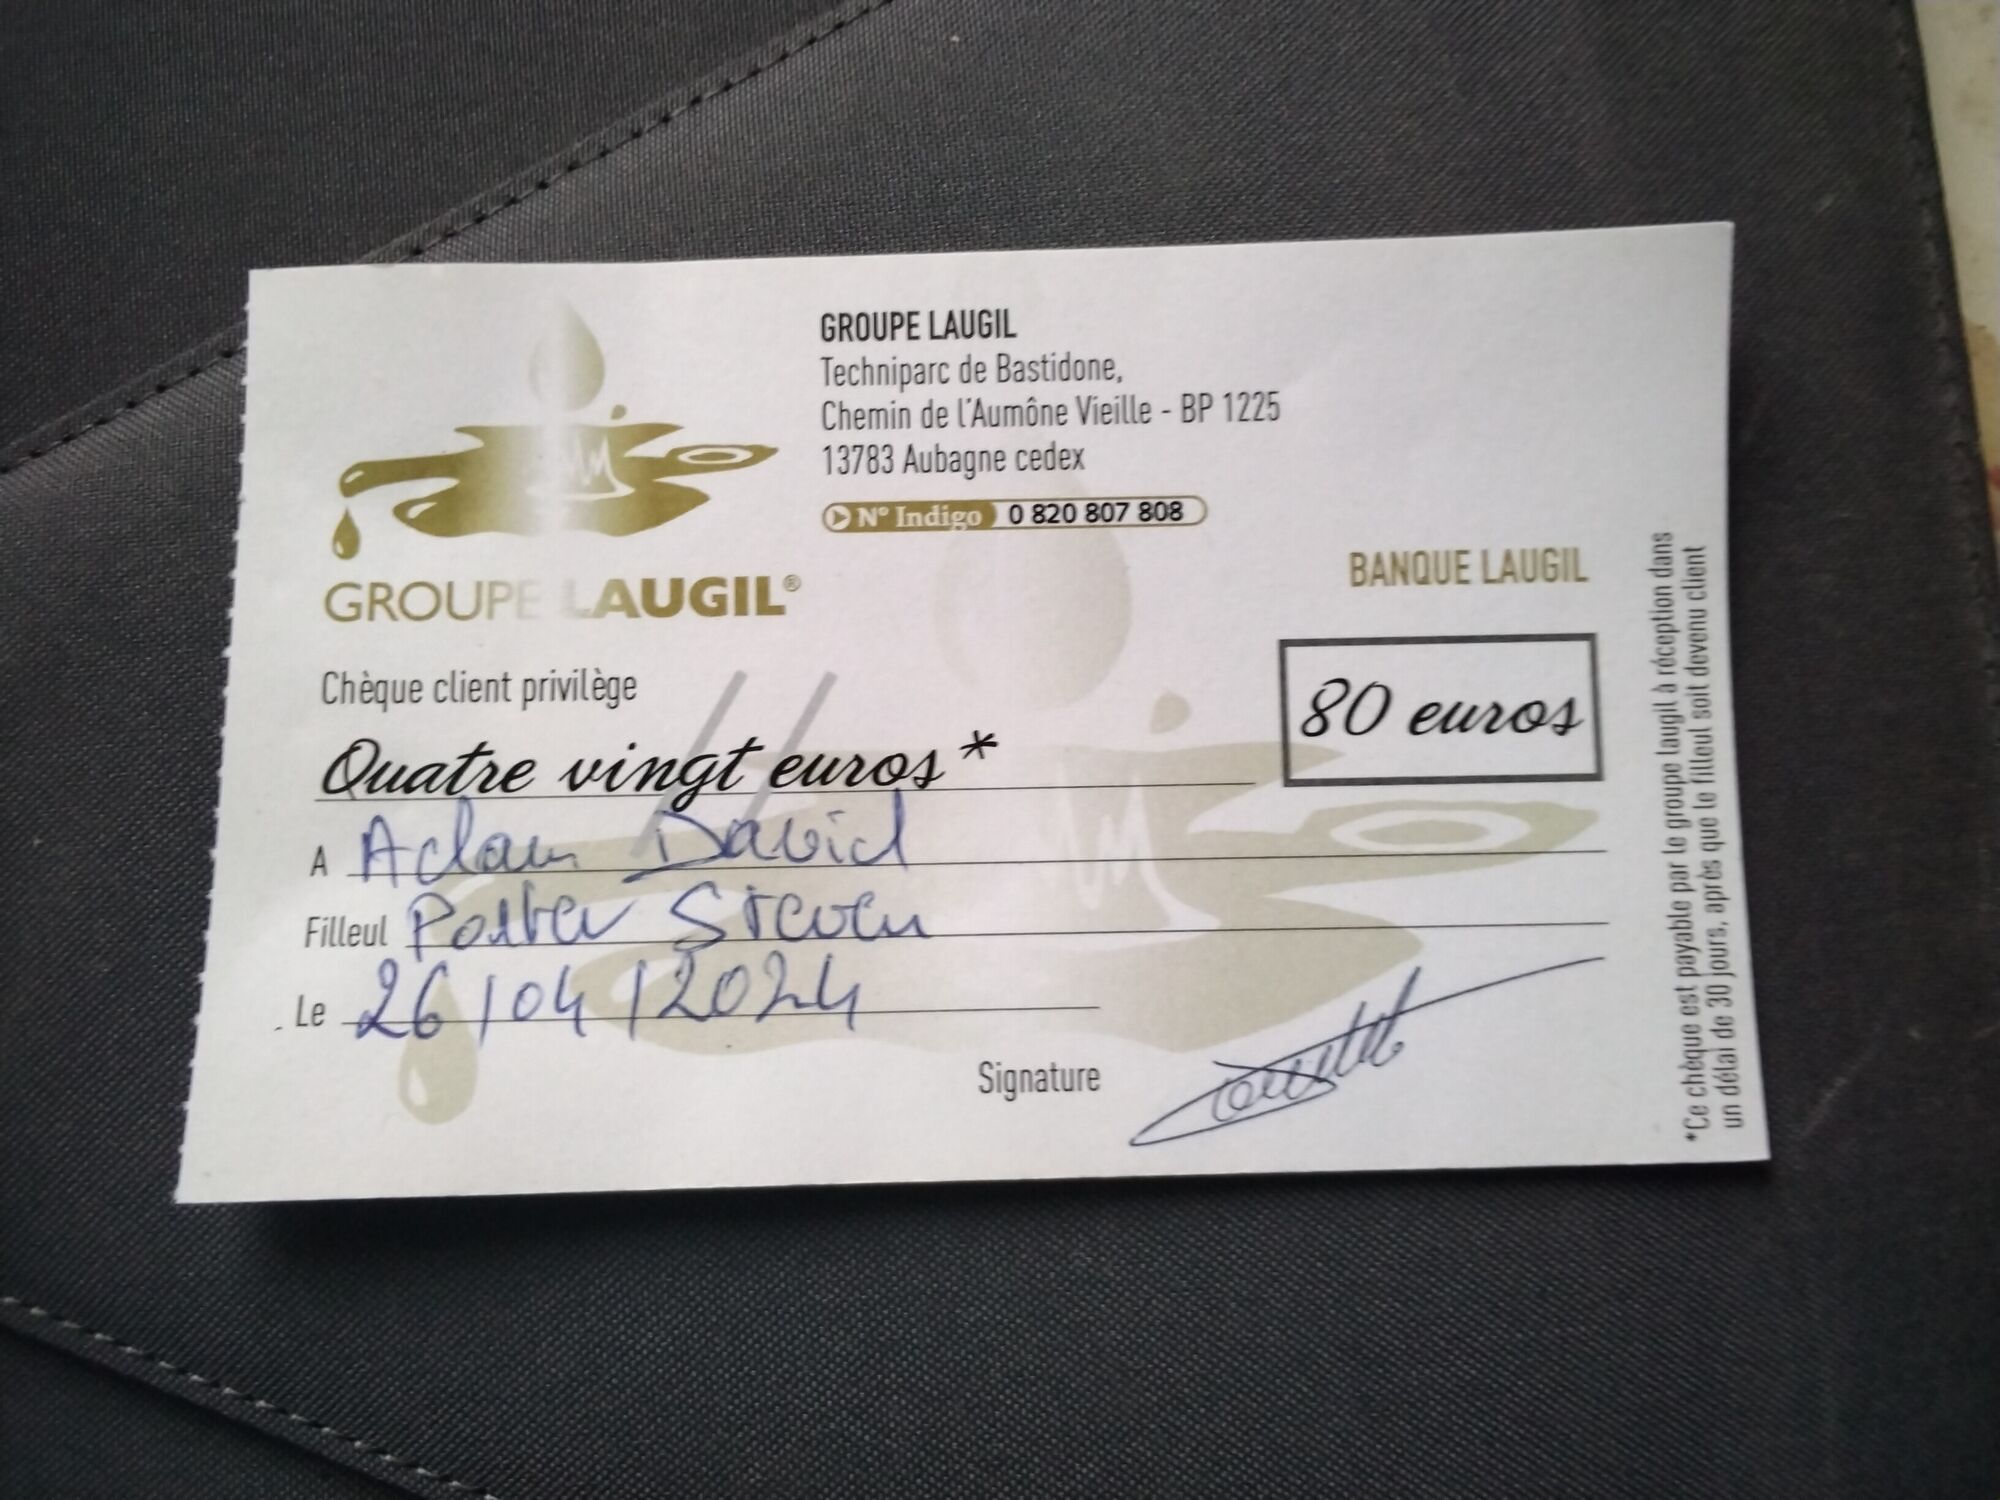 GROUPE LAUGIL
Techniparc de Bastidone,
Chemin de l'Aumône Vieille - BP 1225
13783 Aubagne cedex
N° Indigo 0 820 807 808
GROUPE LAUGIL®
BANQUE LAUGIL
Chèque client privilège
80 euros
Quatre vingt euros*
A Adam David
Filleul Porter Steven
Le 26/04/2024
Signature
*Ce chèque est payable par le groupe laugil à réception dans
un délai de 30 jours, après que le filleul soit devenu client